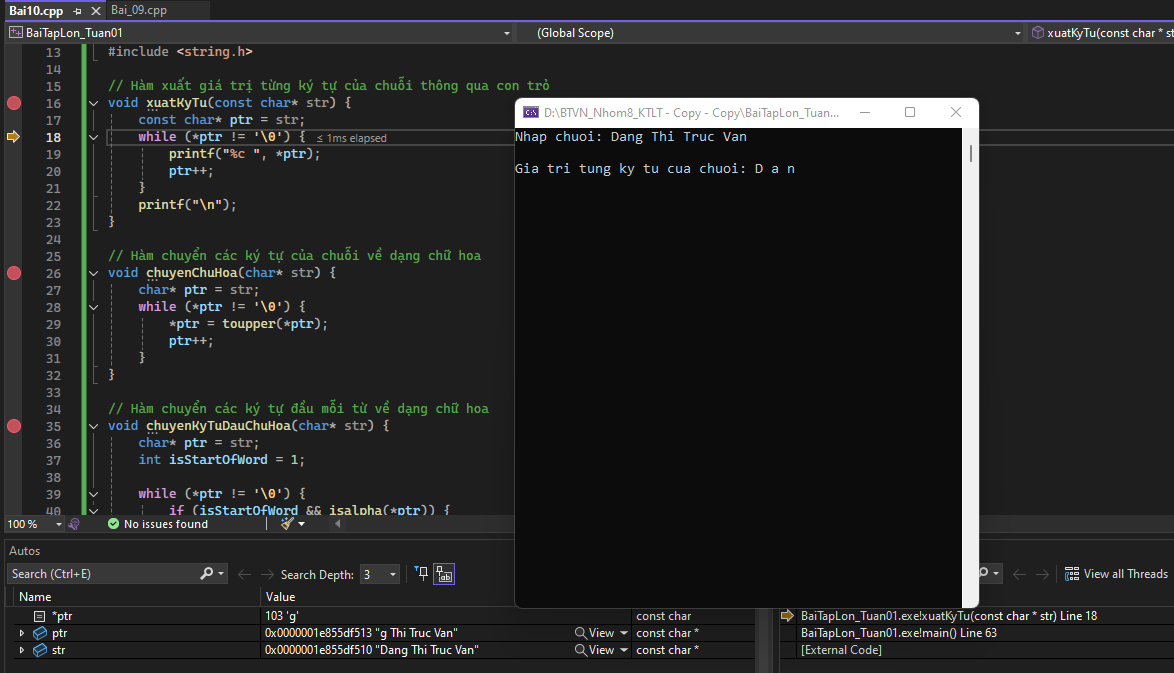 Bai10.cpp
Bai_09.cpp
BaiTapLon_Tuan01
(Global Scope)
xuatKyTu(const char * st
13 #include <string.h>
14
15 // Hàm xuất giá trị từng ký tự của chuỗi thông qua con trỏ
16 void xuatKyTu(const char* str) {
17 const char* ptr = str;
18 while (*ptr != '\0') { ≤ 1ms elapsed
19 printf("%c ", *ptr);
20 ptr++;
21 }
22 printf("\n");
23 }
24
25 // Hàm chuyển các ký tự của chuỗi về dạng chữ hoa
26 void chuyenChuHoa(char* str) {
27 char* ptr = str;
28 while (*ptr != '\0') {
29 *ptr = toupper(*ptr);
30 ptr++;
31 }
32 }
33
34 // Hàm chuyển các ký tự đầu mỗi từ về dạng chữ hoa
35 void chuyenKyTuDauChuHoa(char* str) {
36 char* ptr = str;
37 int isStartOfWord = 1;
38
39 while (*ptr != '\0') {
40 if (isStartOfWord && isalpha(*ptr)) {
D:\BTVN_Nhom8_KTLT - Copy - Copy\BaiTapLon_Tuan...
Nhap chuoi: Dang Thi Truc Van
Gia tri tung ky tu cua chuoi: D a n
100 %
No issues found
Autos
Search (Ctrl+E)
Search Depth: 3
View all Threads
Name Value
*ptr 103 'g' const char
ptr 0x0000001e855df513 "g Thi Truc Van" View const char *
str 0x0000001e855df510 "Dang Thi Truc Van" View const char *
BaiTapLon_Tuan01.exe!xuatKyTu(const char * str) Line 18
BaiTapLon_Tuan01.exe!main() Line 63
[External Code]